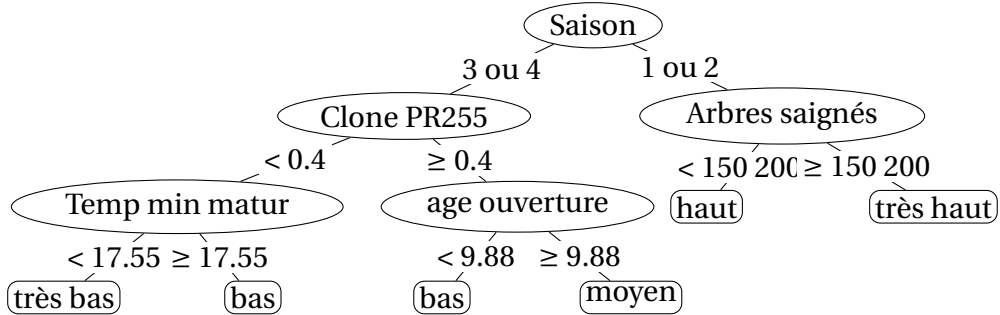 Saison
3 ou 4
1 ou 2
Clone PR255
Arbres saignés
< 0.4
≥ 0.4
< 150 200
≥ 150 200
Temp min matur
age ouverture
haut
très haut
< 17.55
≥ 17.55
< 9.88
≥ 9.88
très bas
bas
bas
moyen